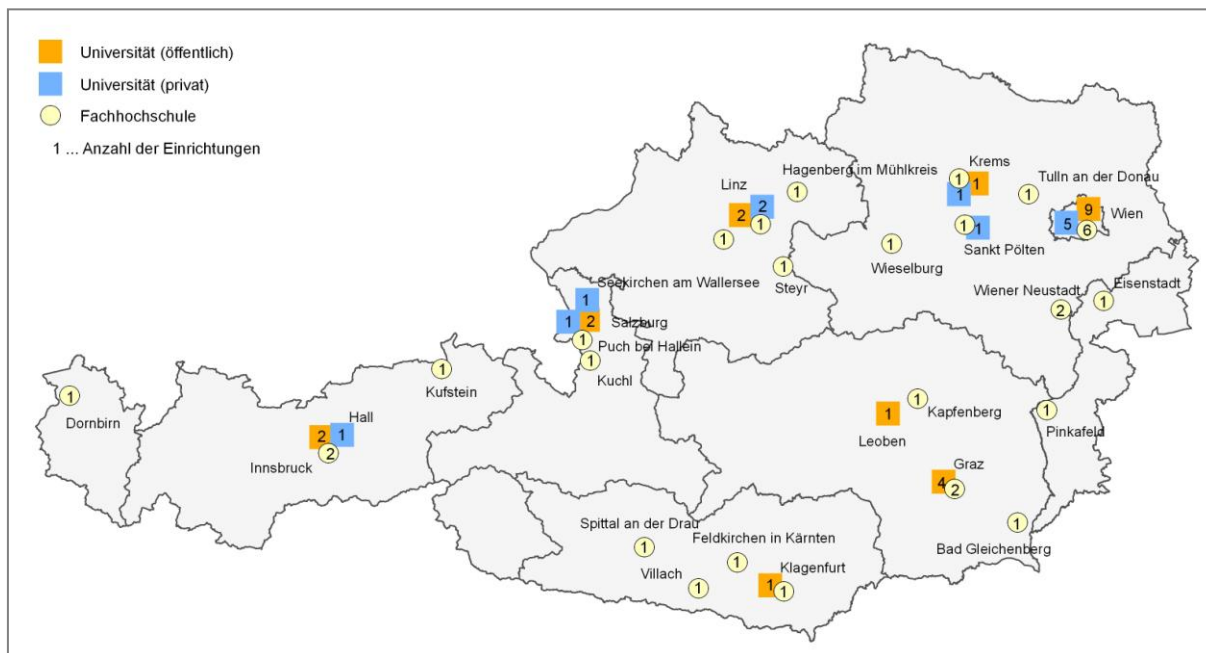 Universität (öffentlich)
Universität (privat)
Fachhochschule
1 ... Anzahl der Einrichtungen
Krems
1
1
1
Hagenberg im Mühlkreis
1
Tulln an der Donau
1
Linz
2
2
1
1
9
5
6
Wien
1
1
Sankt Pölten
1
Wieselburg
1
Steyr
Seekirchen am Wallersee
1
1
2
Salzburg
1
Puch bei Hallein
1
Kuchl
Wiener Neustadt
2
Eisenstadt
1
1
Kufstein
1
Dornbirn
Hall
2
1
2
Innsbruck
1
Kapfenberg
1
Leoben
1
Pinkafeld
Graz
4
2
1
Bad Gleichenberg
Spittal an der Drau
1
Feldkirchen in Kärnten
1
Villach
1
Klagenfurt
1
1